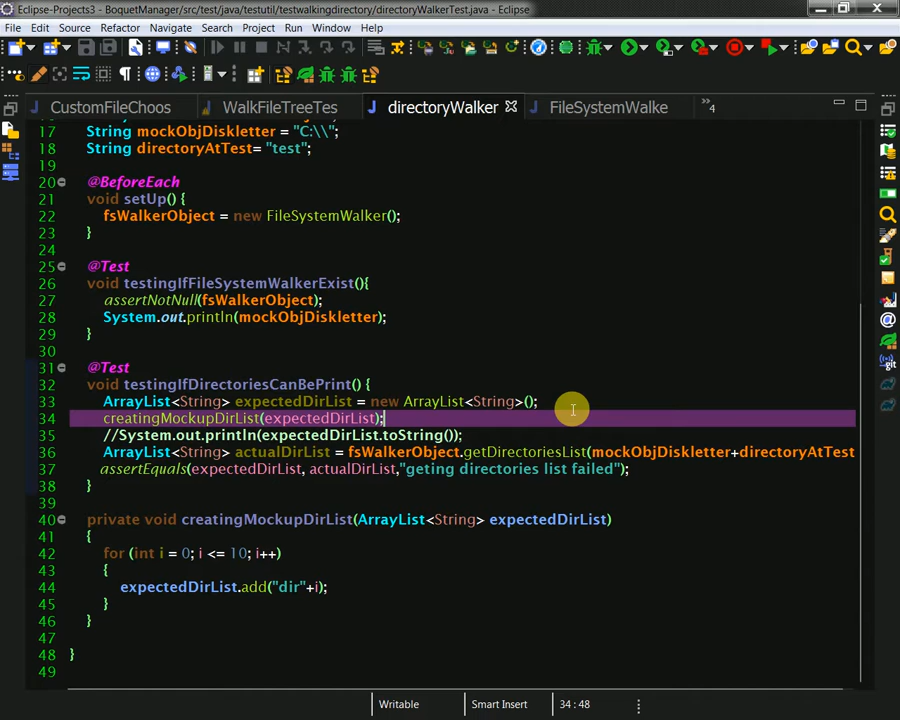 Eclipse-Projects3 - BoquetManager/src/test/java/testutil/testwalkingdirectory/directoryWalkerTest.java - Eclipse
File Edit Source Refactor Navigate Search Project Run Window Help
CustomFileChoos WalkFileTreeTes directoryWalker FileSystemWalke »4
17 String mockObjDiskletter = "C:\\";
18 String directoryAtTest= "test";
19
20 @BeforeEach
21 void setUp() {
22 fsWalkerObject = new FileSystemWalker();
23 }
24
25 @Test
26 void testingIfFileSystemWalkerExist(){
27 assertNotNull(fsWalkerObject);
28 System.out.println(mockObjDiskletter);
29 }
30
31 @Test
32 void testingIfDirectoriesCanBePrint() {
33 ArrayList<String> expectedDirList = new ArrayList<String>();
34 creatingMockupDirList(expectedDirList);
35 //System.out.println(expectedDirList.toString());
36 ArrayList<String> actualDirList = fsWalkerObject.getDirectoriesList(mockObjDiskletter+directoryAtTest
37 assertEquals(expectedDirList, actualDirList,"geting directories list failed");
38 }
39
40 private void creatingMockupDirList(ArrayList<String> expectedDirList)
41 {
42 for (int i = 0; i <= 10; i++)
43 {
44 expectedDirList.add("dir"+i);
45 }
46 }
47
48 }
49
Writable Smart Insert 34 : 48